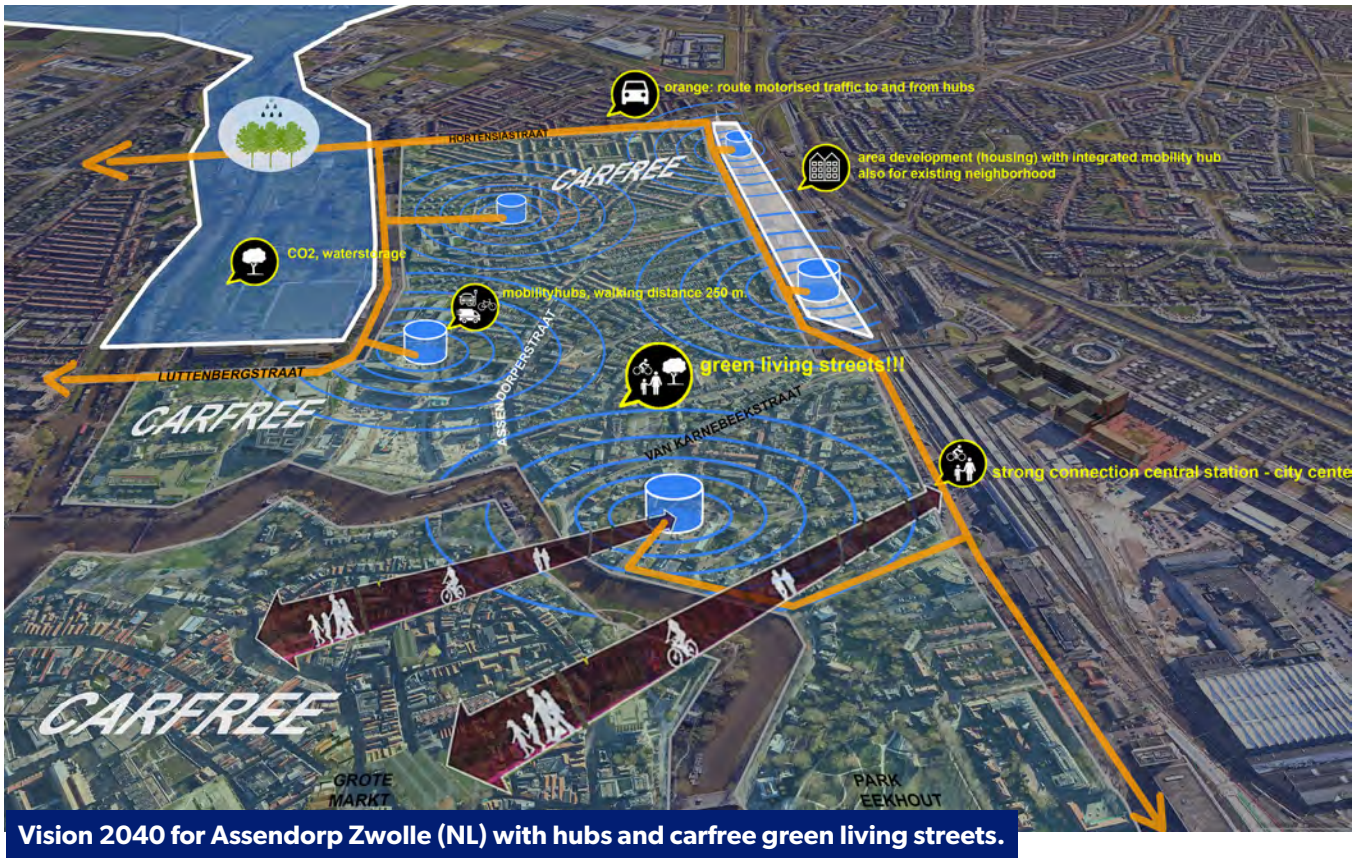 orange: route motorised traffic to and from hubs
HORTENSIASTRAAT
CARFREE
area development (housing) with integrated mobility hub
also for existing neighborhood
CO2, waterstorage
mobilityhubs, walking distance 250 m.
ASSENDORPERSTRAAT
green living streets!!!
LUTTENBERGSTRAAT
CARFREE
VAN KARNEBEEKSTRAAT
strong connection central station - city cente
CARFREE
GROTE
MARKT
PARK
EEKHOUT
Vision 2040 for Assendorp Zwolle (NL) with hubs and carfree green living streets.